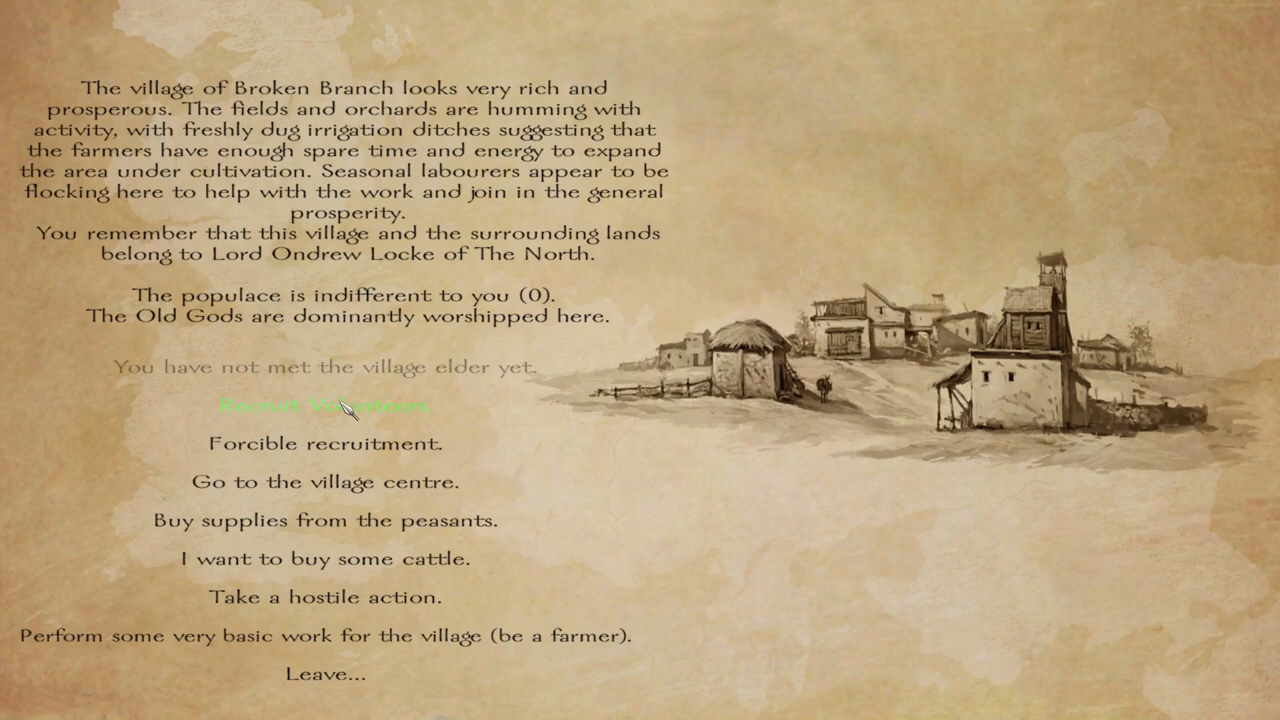 The village of Broken Branch looks very rich and
prosperous. The fields and orchards are humming with
activity, with freshly dug irrigation ditches suggesting that
the farmers have enough spare time and energy to expand
the area under cultivation. Seasonal labourers appear to be
flocking here to help with the work and join in the general
prosperity.
You remember that this village and the surrounding lands
belong to Lord Ondrew Locke of The North.
The populace is indifferent to you (0).
The Old Gods are dominantly worshipped here.
You have not met the village elder yet.
Recruit Volunteers.
Forcible recruitment.
Go to the village centre.
Buy supplies from the peasants.
I want to buy some cattle.
Take a hostile action.
Perform some very basic work for the village (be a farmer).
Leave...